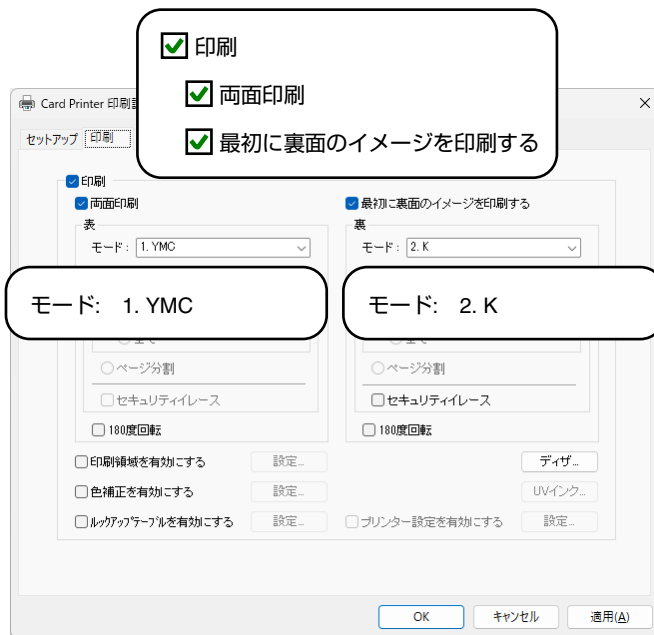 印刷
両面印刷
最初に裏面のイメージを印刷する
Card Printer 印刷
セットアップ 印刷
印刷
両面印刷 最初に裏面のイメージを印刷する
表 裏
モード: 1. YMC モード: 2. K
モード: 1. YMC モード: 2. K
ページ分割 ページ分割
セキュリティイレース セキュリティイレース
180度回転 180度回転
印刷領域を有効にする 設定... ディザ...
色補正を有効にする 設定... UVインク...
ルックアップテーブルを有効にする 設定... プリンター設定を有効にする 設定...
OK キャンセル 適用(A)